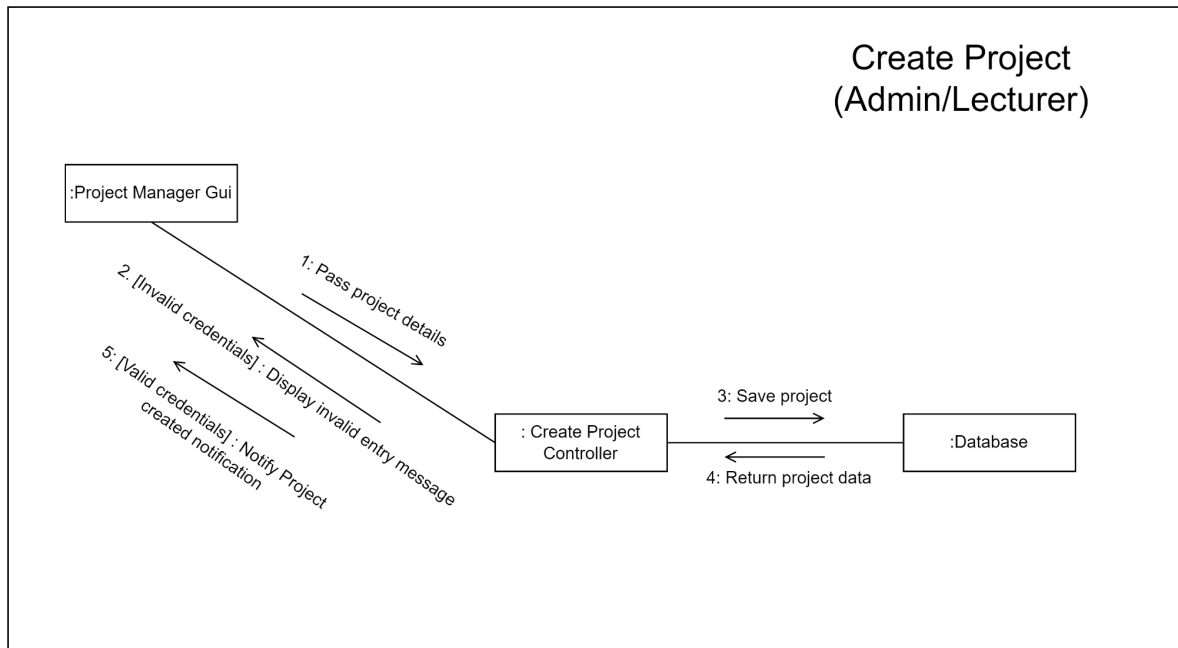 Create Project
(Admin/Lecturer)
:Project Manager Gui
1: Pass project details
2. [Invalid credentials] : Display invalid entry message
5: [Valid credentials] : Notify Project
created notification
: Create Project
Controller
3: Save project
4: Return project data
:Database